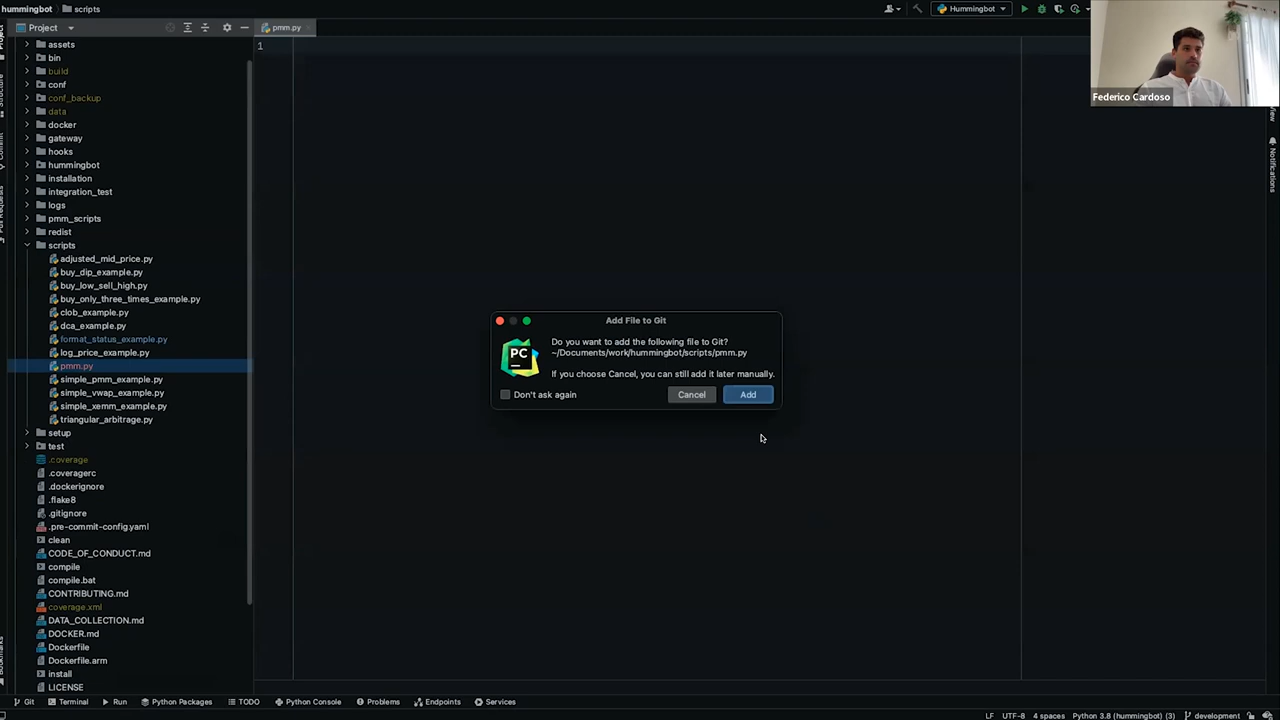 hummingbot scripts
Hummingbot
Project
pmm.py
1
Federico Cardoso
assets
bin
build
conf
conf_backup
data
docker
gateway
hooks
hummingbot
installation
integration_test
logs
pmm_scripts
redist
scripts
adjusted_mid_price.py
buy_dip_example.py
buy_low_sell_high.py
buy_only_three_times_example.py
clob_example.py
dca_example.py
format_status_example.py
log_price_example.py
pmm.py
simple_pmm_example.py
simple_vwap_example.py
simple_xemm_example.py
triangular_arbitrage.py
setup
test
.coverage
.coveragerc
.dockerignore
.flake8
.gitignore
.pre-commit-config.yaml
clean
CODE_OF_CONDUCT.md
compile
compile.bat
CONTRIBUTING.md
coverage.xml
DATA_COLLECTION.md
DOCKER.md
Dockerfile
Dockerfile.arm
install
LICENSE
Add File to Git
PC
Do you want to add the following file to Git?
~/Documents/work/hummingbot/scripts/pmm.py
If you choose Cancel, you can still add it later manually.
Don't ask again
Cancel
Add
Notifications
Git Terminal Run Python Packages TODO Python Console Problems Endpoints Services
LF UTF-8 4 spaces Python 3.8 (hummingbot) (3) development